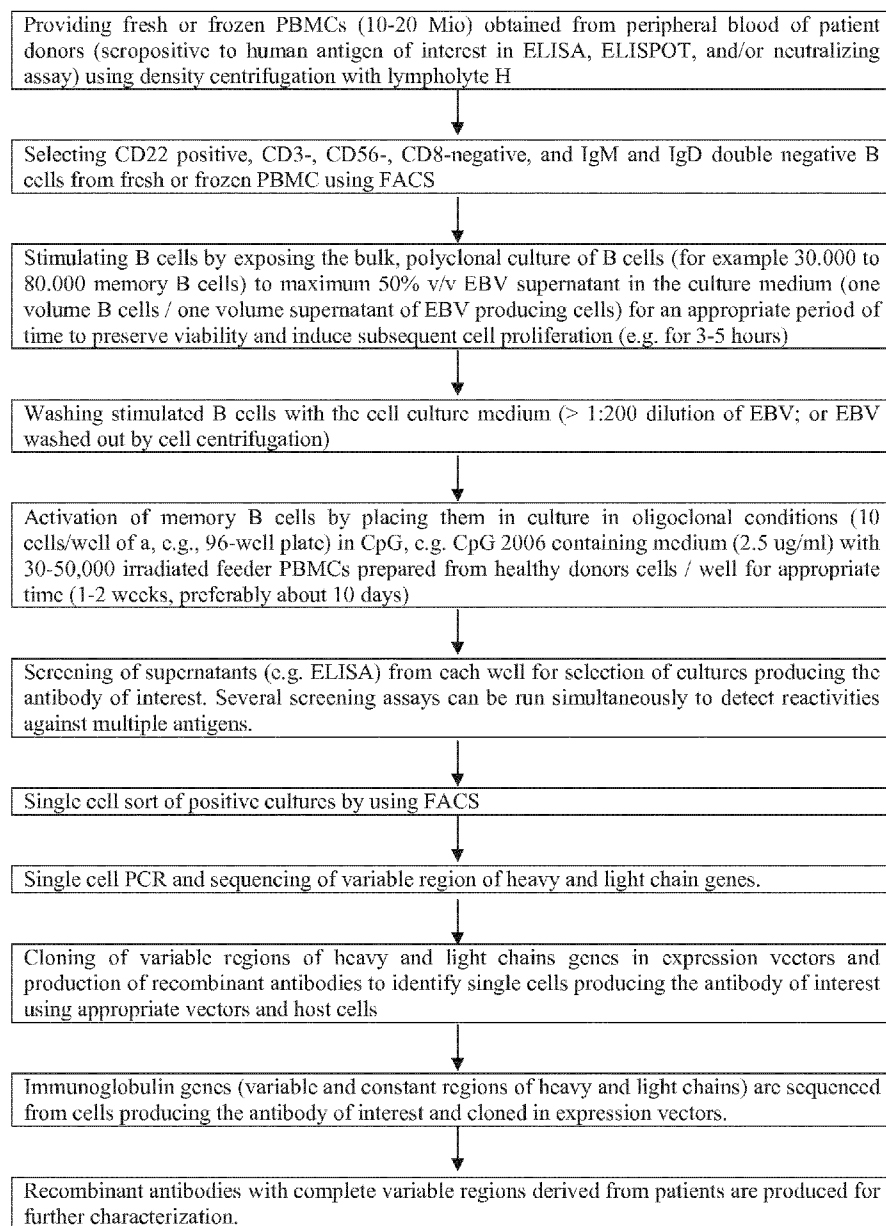 Providing fresh or frozen PBMCs (10-20 Mio) obtained from peripheral blood of patient
donors (seropositive to human antigen of interest in ELISA, ELISPOT, and/or neutralizing
assay) using density centrifugation with lympholyte H
Selecting CD22 positive, CD3-, CD56-, CD8-negative, and IgM and IgD double negative B
cells from fresh or frozen PBMC using FACS
Stimulating B cells by exposing the bulk, polyclonal culture of B cells (for example 30.000 to
80.000 memory B cells) to maximum 50% v/v EBV supernatant in the culture medium (one
volume B cells / one volume supernatant of EBV producing cells) for an appropriate period of
time to preserve viability and induce subsequent cell proliferation (e.g. for 3-5 hours)
Washing stimulated B cells with the cell culture medium (> 1:200 dilution of EBV; or EBV
washed out by cell centrifugation)
Activation of memory B cells by placing them in culture in oligoclonal conditions (10
cells/well of a, e.g., 96-well plate) in CpG, e.g. CpG 2006 containing medium (2.5 ug/ml) with
30-50,000 irradiated feeder PBMCs prepared from healthy donors cells / well for appropriate
time (1-2 weeks, preferably about 10 days)
Screening of supernatants (e.g. ELISA) from each well for selection of cultures producing the
antibody of interest. Several screening assays can be run simultaneously to detect reactivities
against multiple antigens.
Single cell sort of positive cultures by using FACS
Single cell PCR and sequencing of variable region of heavy and light chain genes.
Cloning of variable regions of heavy and light chains genes in expression vectors and
production of recombinant antibodies to identify single cells producing the antibody of interest
using appropriate vectors and host cells
Immunoglobulin genes (variable and constant regions of heavy and light chains) are sequenced
from cells producing the antibody of interest and cloned in expression vectors.
Recombinant antibodies with complete variable regions derived from patients are produced for
further characterization.